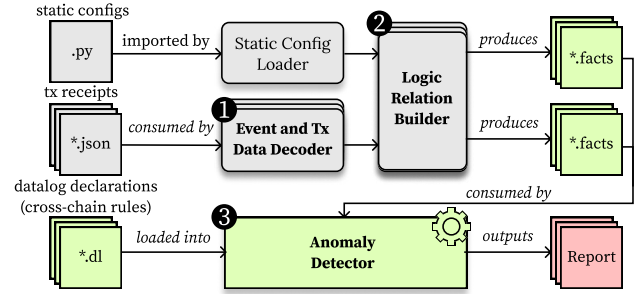 static configs
.py
imported by
Static Config
Loader
2
Logic
Relation
Builder
produces
*.facts
tx receipts
*.json
consumed by
1
Event and Tx
Data Decoder
produces
*.facts
datalog declarations
(cross-chain rules)
*.dl
loaded into
3
Anomaly
Detector
consumed by
outputs
Report